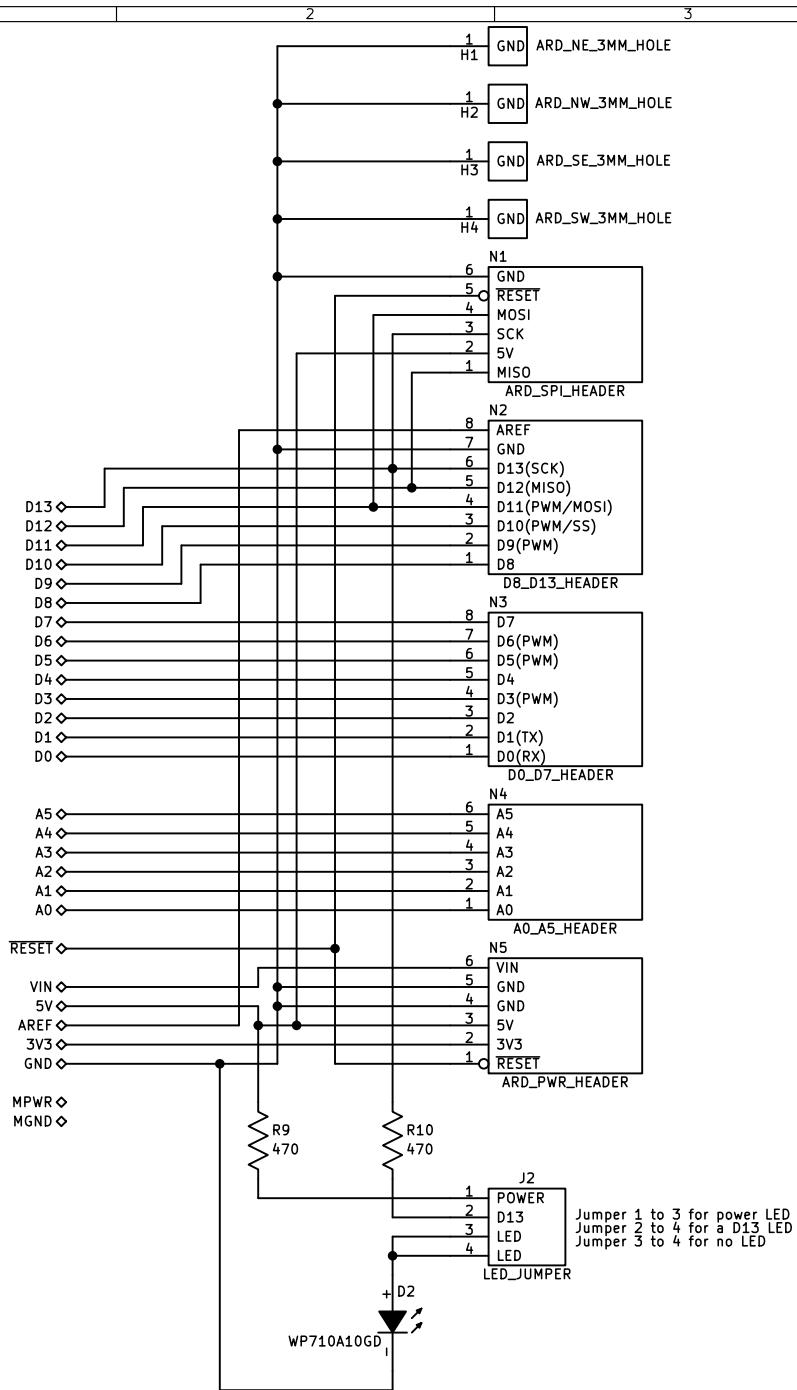 2 3
1 GND ARD_NE_3MM_HOLE
H1
1 GND ARD_NW_3MM_HOLE
H2
1 GND ARD_SE_3MM_HOLE
H3
1 GND ARD_SW_3MM_HOLE
H4
N1
6 GND
5 RESET
4 MOSI
3 SCK
2 5V
1 MISO
ARD_SPI_HEADER
N2
8 AREF
7 GND
6 D13(SCK)
5 D12(MISO)
D13 4 D11(PWM/MOSI)
D12 3 D10(PWM/SS)
D11 2 D9(PWM)
D10 1 D8
D9 D8_D13_HEADER
D8 N3
D7 8 D7
D6 7 D6(PWM)
D5 6 D5(PWM)
D4 5 D4
D3 4 D3(PWM)
D2 3 D2
D1 2 D1(TX)
D0 1 D0(RX)
D0_D7_HEADER
N4
A5 6 A5
A4 5 A4
A3 4 A3
A2 3 A2
A1 2 A1
A0 1 A0
A0_A5_HEADER
RESET N5
6 VIN
VIN 5 GND
5V 4 GND
AREF 3 5V
3V3 2 3V3
GND 1 RESET
ARD_PWR_HEADER
MPWR
MGND
R9 R10
470 470
J2
1 POWER
2 D13 Jumper 1 to 3 for power LED
3 LED Jumper 2 to 4 for a D13 LED
4 LED Jumper 3 to 4 for no LED
LED_JUMPER
+ D2
WP710A10GD
-